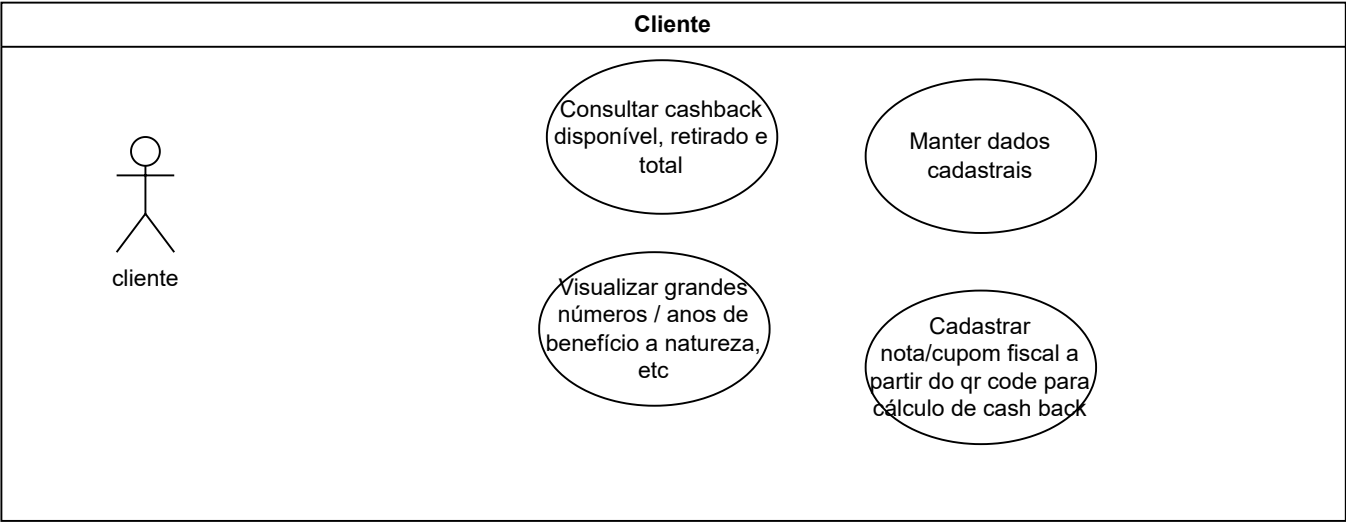 Cliente
Consultar cashback
disponível, retirado e
total
Manter dados
cadastrais
cliente
Visualizar grandes
números / anos de
benefício a natureza,
etc
Cadastrar
nota/cupom fiscal a
partir do qr code para
cálculo de cash back